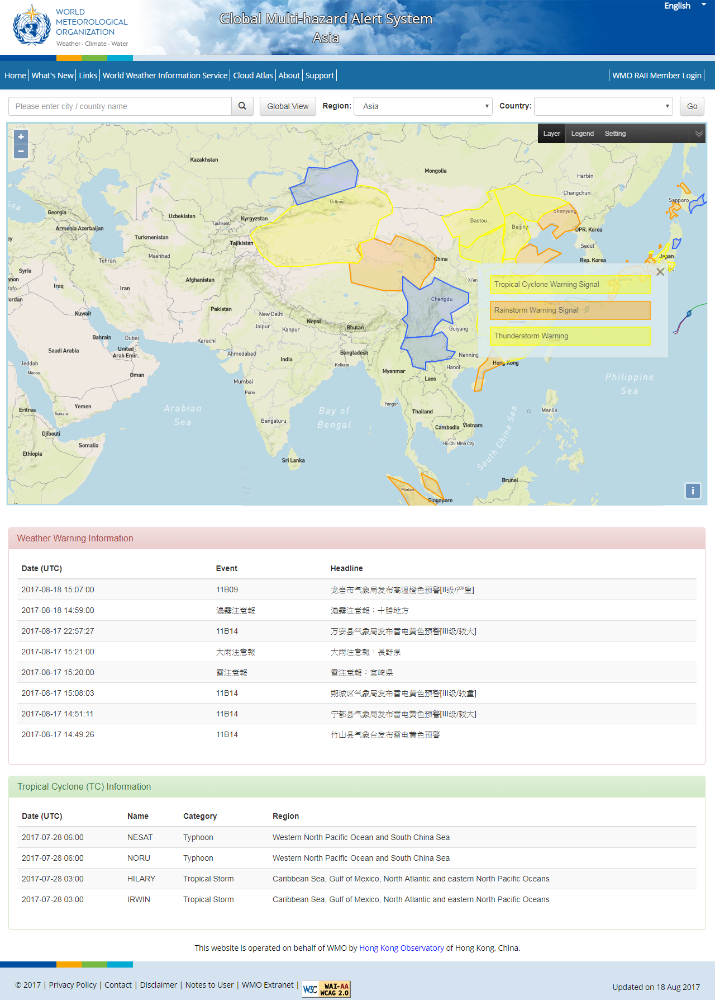 WORLD
METEOROLOGICAL
ORGANIZATION
Weather · Climate · Water
Global Multi-hazard Alert System
Asia
English
Home | What's New | Links | World Weather Information Service | Cloud Atlas | About | Support |
| WMO RAII Member Login |
Please enter city / country name
Global View
Region: Asia
Country:
Go
+
−
Layer Legend Setting
Kazakhstan
Mongolia
Harbin
Changchun
Sapporo
Sea
Georgia
Ürümqi
Shenyang
Uzbekistan
Kyrgyzstan
Baotou
Tashkent
Beijing
Armenia Azerbaijan
DPR. Korea
Turkmenistan
Tajikistan
Seoul
Mashhad
Tehran
China
Rep. Korea
Japan
Syria
Afghanistan
Xi'an
Zhengzhou
Hiroshima
Iraq
Iran
Tropical Cyclone Warning Signal
Yafo
Jordan
Chengdu
Shanghai
Pakistan
Rainstorm Warning Signal
Kuwait
New Delhi
Nepal
Bhutan
Jaipur
Kanpur
Guiyang
Nanchang
Bahrain
Dubai
Karachi
Thunderstorm Warning
Taipei
Saudi Arabia
United
Arab Emir.
Ahmedabad
Bangladesh
Nanning
India
Hong Kong
Jeddah
Kolkata
Hanoi
Mecca
Oman
Myanmar
Laos
Philippine
Sea
Mumbai
Pune
Yangon
Yemen
Arabian
Sea
Bay of
Bengal
Eritrea
Sana'a
Thailand
Manila
Bengaluru
Cambodia
Vietnam
Djibouti
South China Sea
Ho Chi Minh City
Somalia
Ethiopia
Sri Lanka
Brunei
Medan
Singapore
i
Weather Warning Information
Date (UTC) Event Headline
2017-08-18 15:07:00 11B09 龙岩市气象局发布高温橙色预警[II级/严重]
2017-08-18 14:59:00 濃霧注意報 濃霧注意報：十勝地方
2017-08-17 22:57:27 11B14 万安县气象局发布雷电黄色预警[III级/较大]
2017-08-17 15:21:00 大雨注意報 大雨注意報：長野県
2017-08-17 15:20:00 雷注意報 雷注意報：宮崎県
2017-08-17 15:08:03 11B14 朔城区气象局发布雷电黄色预警[III级/较重]
2017-08-17 14:51:11 11B14 宁都县气象局发布雷电黄色预警[III级/较大]
2017-08-17 14:49:26 11B14 竹山县气象台发布雷电黄色预警
Tropical Cyclone (TC) Information
Date (UTC) Name Category Region
2017-07-28 06:00 NESAT Typhoon Western North Pacific Ocean and South China Sea
2017-07-28 06:00 NORU Typhoon Western North Pacific Ocean and South China Sea
2017-07-28 03:00 HILARY Tropical Storm Caribbean Sea, Gulf of Mexico, North Atlantic and eastern North Pacific Oceans
2017-07-28 03:00 IRWIN Tropical Storm Caribbean Sea, Gulf of Mexico, North Atlantic and eastern North Pacific Oceans
This website is operated on behalf of WMO by Hong Kong Observatory of Hong Kong, China.
© 2017 | Privacy Policy | Contact | Disclaimer | Notes to User | WMO Extranet |
W3C WAI-AA
WCAG 2.0
Updated on 18 Aug 2017